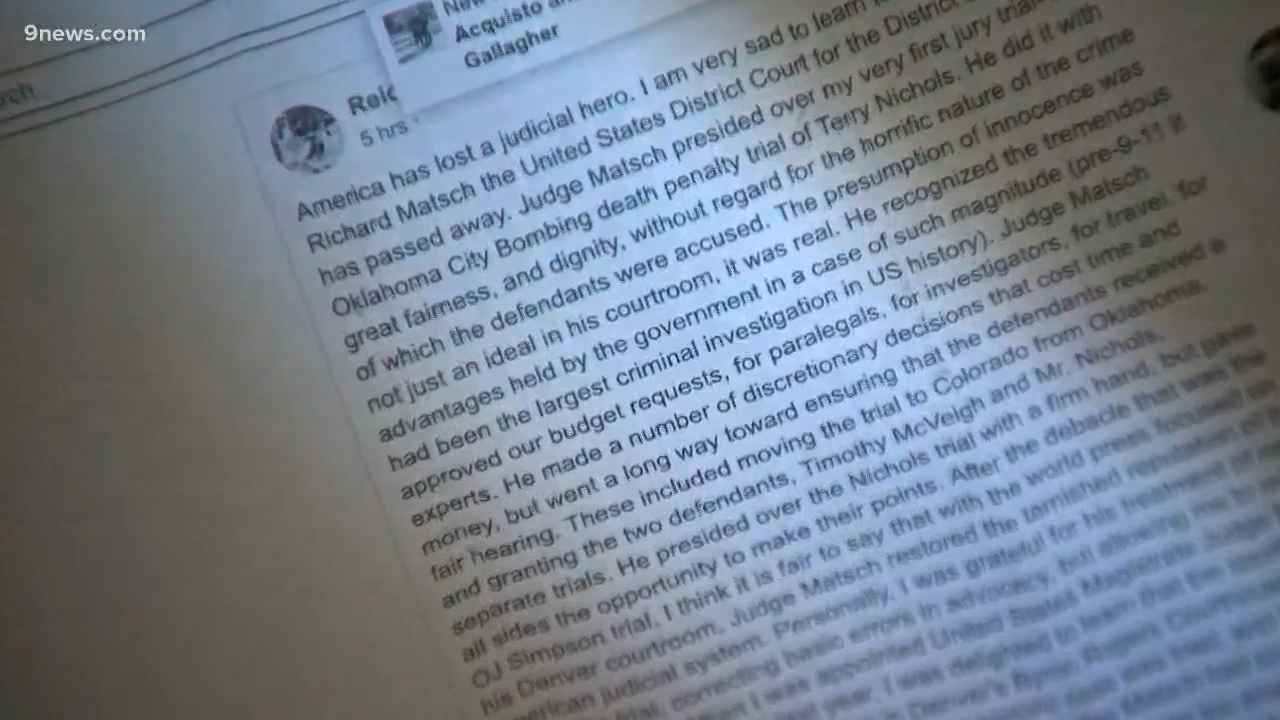 9news.com
Acquisto an
Gallagher
rch
5 hrs
America has lost a judicial hero. I am very sad to learn
Richard Matsch the United States District Court for the District
has passed away. Judge Matsch presided over my very first jury trial
Oklahoma City Bombing death penalty trial of Terry Nichols. He did it with
great fairness, and dignity, without regard for the horrific nature of the crime
of which the defendants were accused. The presumption of innocence was
not just an ideal in his courtroom, it was real. He recognized the tremendous
advantages held by the government in a case of such magnitude (pre-9-11 it
had been the largest criminal investigation in US history). Judge Matsch
approved our budget requests, for paralegals, for investigators, for travel, for
experts. He made a number of discretionary decisions that cost time and
money, but went a long way toward ensuring that the defendants received a
fair hearing. These included moving the trial to Colorado from Oklahoma,
and granting the two defendants, Timothy McVeigh and Mr. Nichols,
separate trials. He presided over the Nichols trial with a firm hand, but gave
all sides the opportunity to make their points. After the debacle that was the
OJ Simpson trial, I think it is fair to say that with the world press focused on
his Denver courtroom, Judge Matsch restored the tarnished reputation of
American judicial system. Personally, I was grateful for his treatment of
trial, correcting basic errors in advocacy, but allowing me to
I was appointed United States Magistrate Judge
last year, I was delighted to learn that